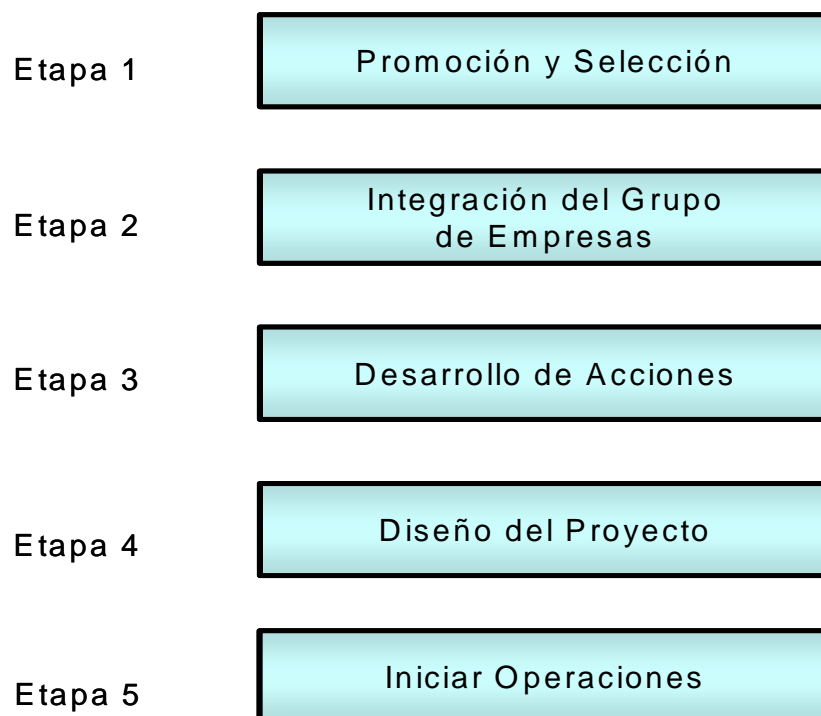 Etapa 1
Promoción y Selección
Etapa 2
Integración del Grupo
de Empresas
Etapa 3
Desarrollo de Acciones
Etapa 4
Diseño del Proyecto
Etapa 5
Iniciar Operaciones